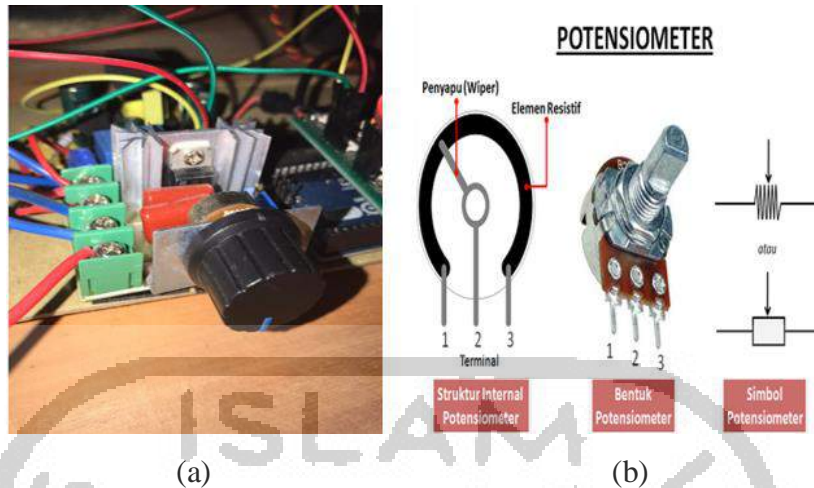 POTENSIOMETER
Penyapu (Wiper)
Elemen Resistif
atau
1 2 3
Terminal
1 2 3
Struktur Internal
Potensiometer
Bentuk
Potensiometer
Simbol
Potensiometer
ISLAM
(a)
(b)